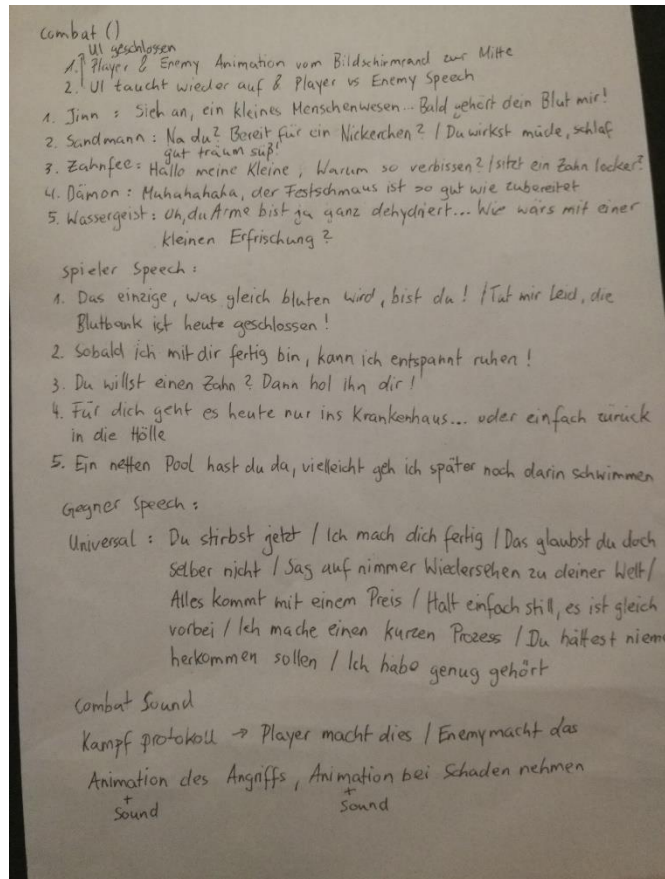 combat ()
UI geschlossen
1. Player & Enemy Animation vom Bildschirmrand zur Mitte
2. UI taucht wieder auf & Player vs Enemy Speech
1. Jinn : Sieh an, ein kleines Menschenwesen... Bald gehört dein Blut mir!
2. Sandmann : Na du? Bereit für ein Nickerchen? / Du wirkst müde, schlaf
gut träum süß!
3. Zahnfee : Hallo meine Kleine, Warum so verbissen? / sitzt ein Zahn locker?
4. Dämon : Muhahahaha, der Festschmaus ist so gut wie zubereitet
5. Wassergeist : Oh, du Arme bist ja ganz dehydriert... Wie wärs mit einer
kleinen Erfrischung?
Spieler Speech :
1. Das einzige, was gleich bluten wird, bist du! / Tut mir Leid, die
Blutbank ist heute geschlossen!
2. Sobald ich mit dir fertig bin, kann ich entspannt ruhen!
3. Du willst einen Zahn? Dann hol ihn dir!
4. Für dich geht es heute nur ins Krankenhaus... oder einfach zurück
in die Hölle
5. Ein netten Pool hast du da, vielleicht geh ich später noch darin schwimmen
Gegner Speech :
Universal : Du stirbst jetzt / Ich mach dich fertig / Das glaubst du doch
selber nicht / Sag auf nimmer Wiedersehen zu deiner Welt /
Alles kommt mit einem Preis / Halt einfach still, es ist gleich
vorbei / Ich mache einen kurzen Prozess / Du hättest niem
herkommen sollen / Ich habe genug gehört
Combat Sound
Kampf protokoll → Player macht dies / Enemy macht das
Animation des Angriffs, Animation bei Schaden nehmen
+ +
Sound Sound